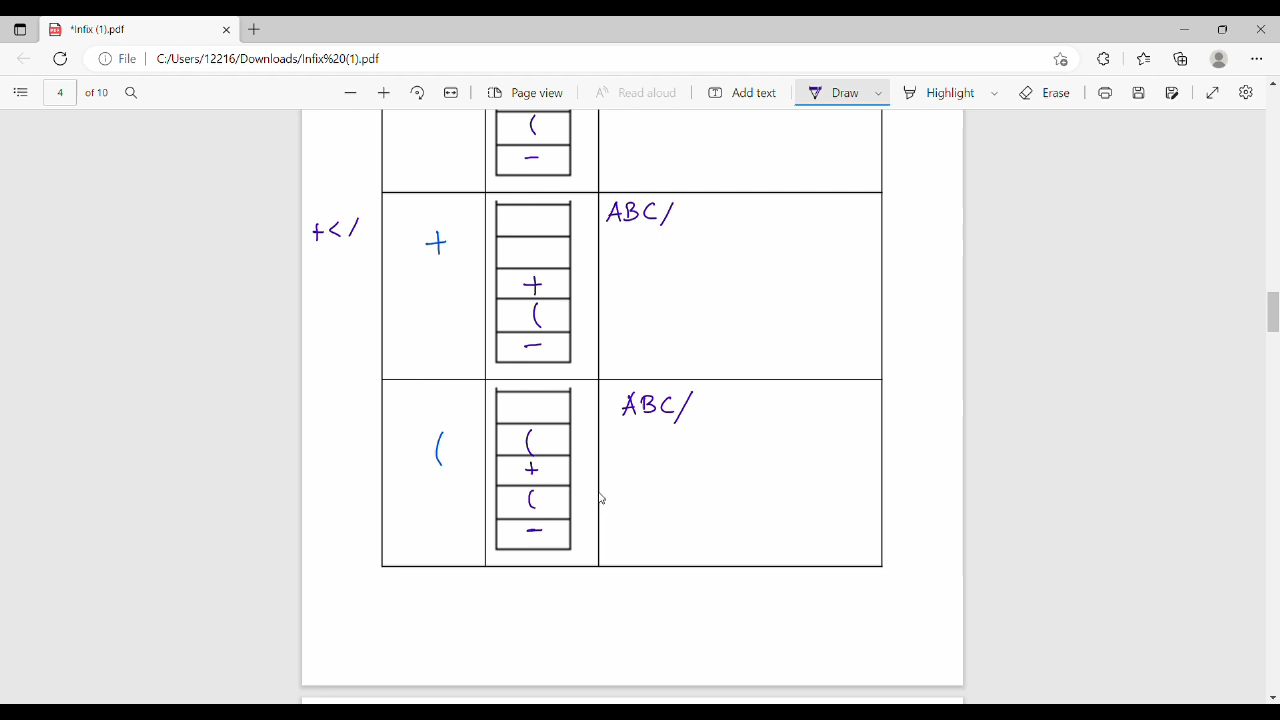 *Infix (1).pdf
File C:/Users/12216/Downloads/Infix%20(1).pdf
4 of 10 Page view Read aloud Add text Draw Highlight Erase
(
-
+</ + ABC/
+
(
-
( ABC/
(
+
(
-